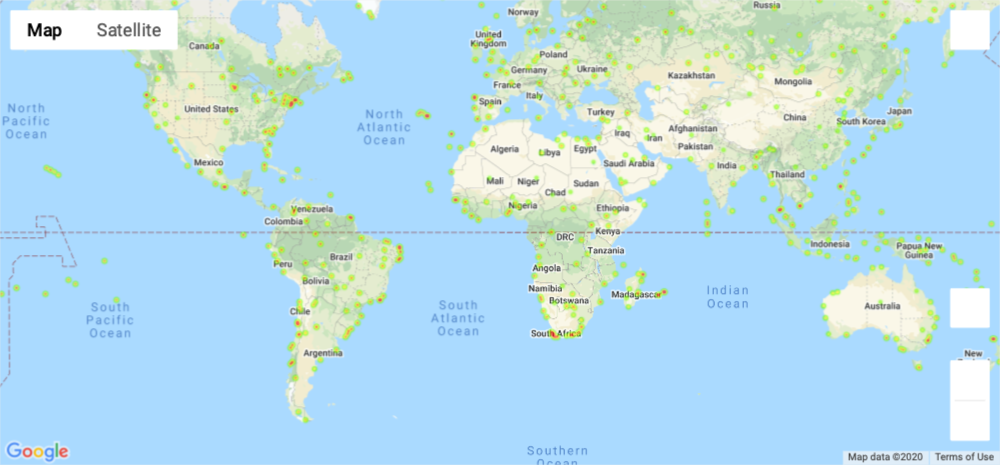 Map
Satellite
Norway
Russia
United
Kingdom
Canada
Poland
Germany
Ukraine
Kazakhstan
Mongolia
France
Italy
North
Pacific
Ocean
United States
North
Atlantic
Ocean
Spain
Turkey
China
Japan
South Korea
Afghanistan
Iraq
Iran
Pakistan
Algeria
Libya
Egypt
Saudi Arabia
India
Mexico
Thailand
Mali
Niger
Chad
Sudan
Nigeria
Ethiopia
Venezuela
Colombia
Kenya
DRC
Indonesia
Papua New
Guinea
Tanzania
Peru
Brazil
Angola
Bolivia
Namibia
Botswana
Madagascar
Indian
Ocean
Australia
South
Pacific
Ocean
Chile
South
Atlantic
Ocean
South Africa
Argentina
New
Southern
Ocean
Google
Map data ©2020
Terms of Use